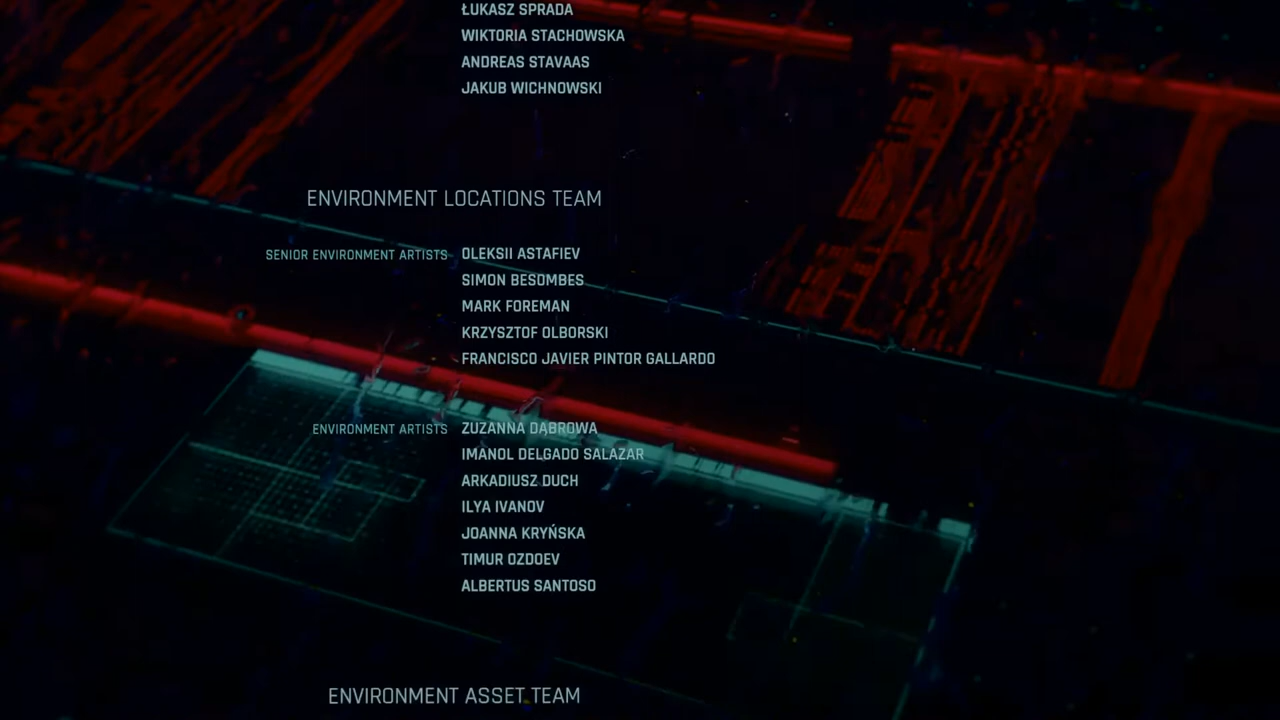 ŁUKASZ SPRADA
WIKTORIA STACHOWSKA
ANDREAS STAVAAS
JAKUB WICHNOWSKI
ENVIRONMENT LOCATIONS TEAM
SENIOR ENVIRONMENT ARTISTS OLEKSII ASTAFIEV
SIMON BESOMBES
MARK FOREMAN
KRZYSZTOF OLBORSKI
FRANCISCO JAVIER PINTOR GALLARDO
ENVIRONMENT ARTISTS ZUZANNA DĄBROWA
IMANOL DELGADO SALAZAR
ARKADIUSZ DUCH
ILYA IVANOV
JOANNA KRYŃSKA
TIMUR OZDOEV
ALBERTUS SANTOSO
ENVIRONMENT ASSET TEAM